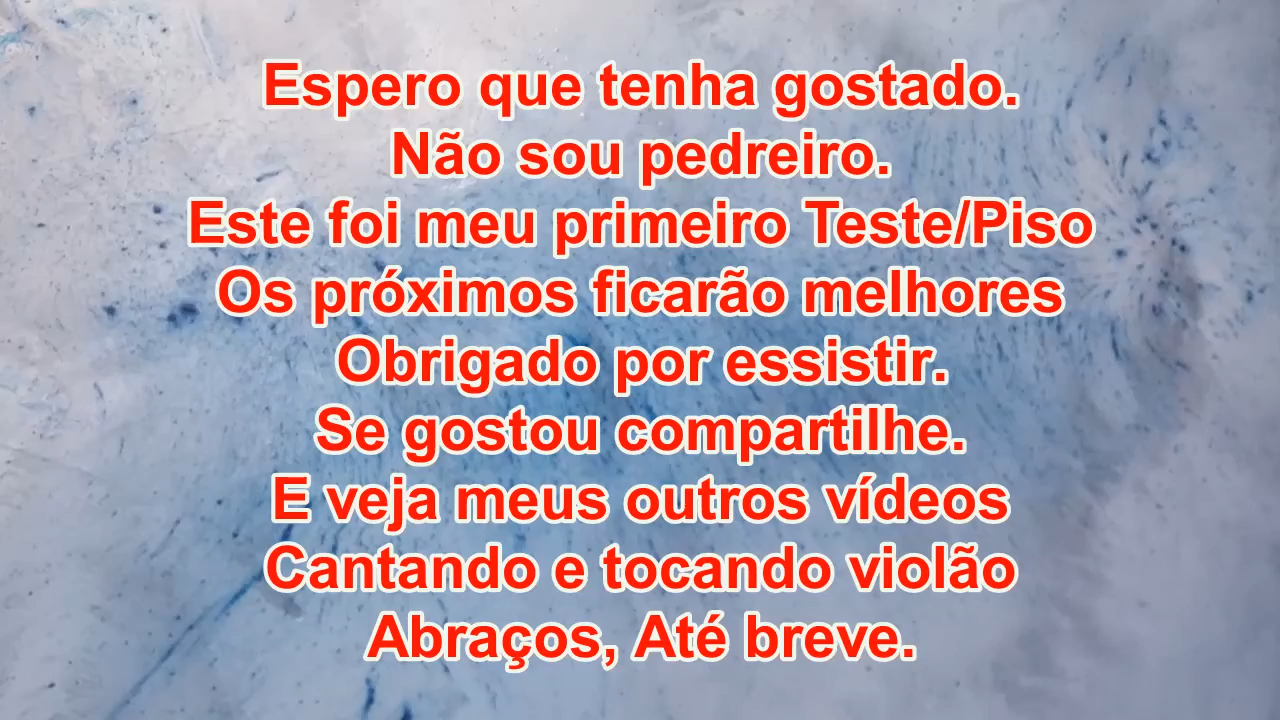 Espero que tenha gostado.
Não sou pedreiro.
Este foi meu primeiro Teste/Piso
Os próximos ficarão melhores
Obrigado por essistir.
Se gostou compartilhe.
E veja meus outros vídeos
Cantando e tocando violão
Abraços, Até breve.